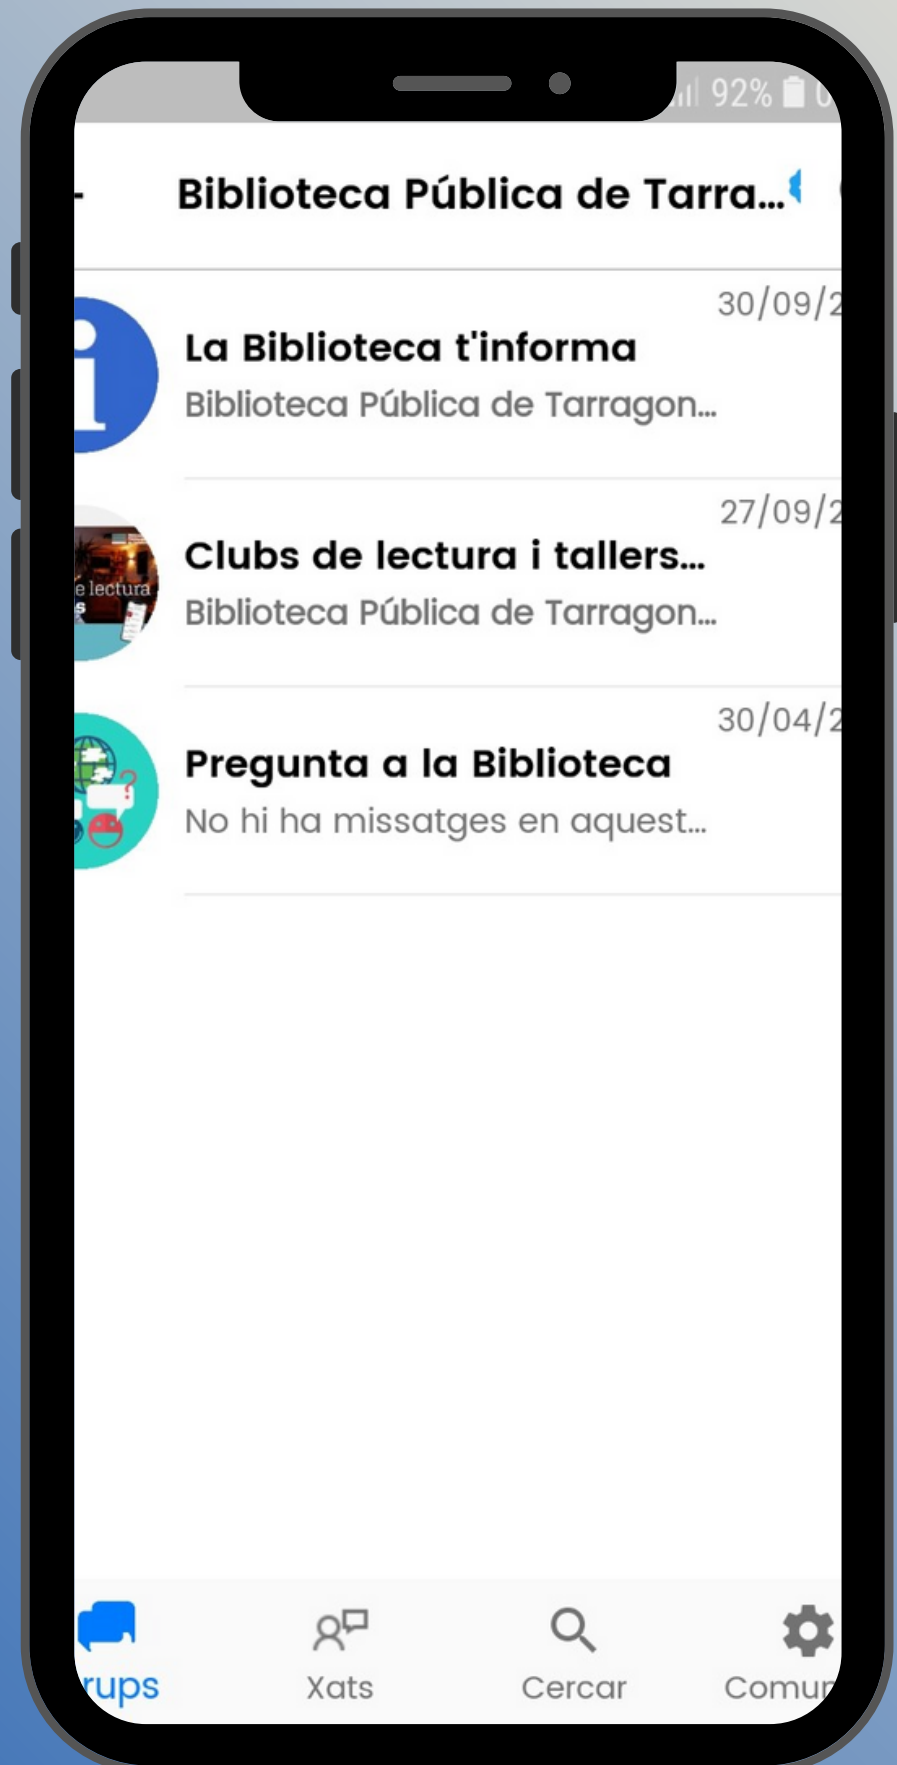 92%
Biblioteca Pública de Tarra...
30/09/2
La Biblioteca t'informa
Biblioteca Pública de Tarragon...
27/09/2
Clubs de lectura i tallers...
Biblioteca Pública de Tarragon...
e lectura
30/04/2
Pregunta a la Biblioteca
No hi ha missatges en aquest...
rups
Xats
Cercar
Comun